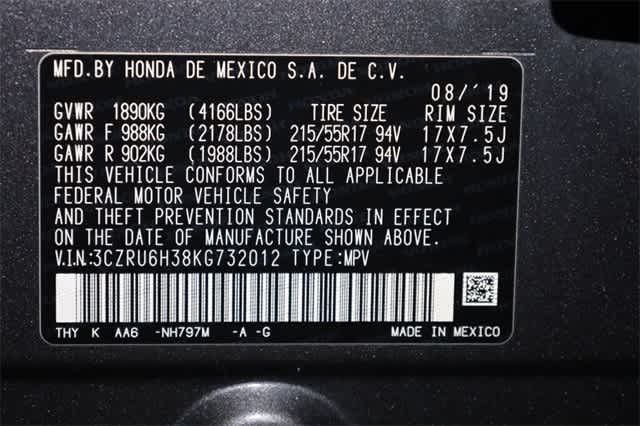 MFD.BY HONDA DE MEXICO S.A. DE C.V.
08/'19
GVWR 1890KG (4166LBS) TIRE SIZE RIM SIZE
GAWR F 988KG (2178LBS) 215/55R17 94V 17X7.5J
GAWR R 902KG (1988LBS) 215/55R17 94V 17X7.5J
THIS VEHICLE CONFORMS TO ALL APPLICABLE
FEDERAL MOTOR VEHICLE SAFETY
AND THEFT PREVENTION STANDARDS IN EFFECT
ON THE DATE OF MANUFACTURE SHOWN ABOVE.
V.I.N.:3CZRU6H38KG732012 TYPE:MPV
THY K AA6 -NH797M -A -G MADE IN MEXICO